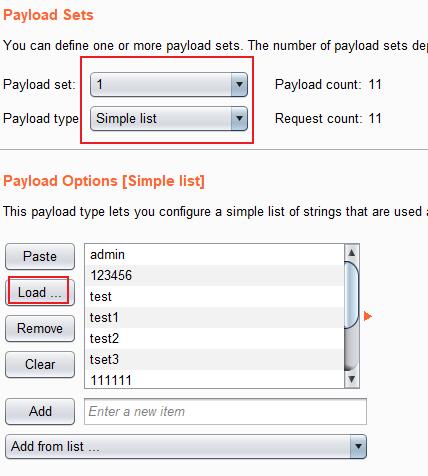 Payload Sets
You can define one or more payload sets. The number of payload sets de
Payload set: 1 Payload count: 11
Payload type Simple list Request count: 11
Payload Options [Simple list]
This payload type lets you configure a simple list of strings that are used
Paste admin
123456
Load ... test
test1
Remove test2
tset3
Clear 111111
Add Enter a new item
Add from list ...